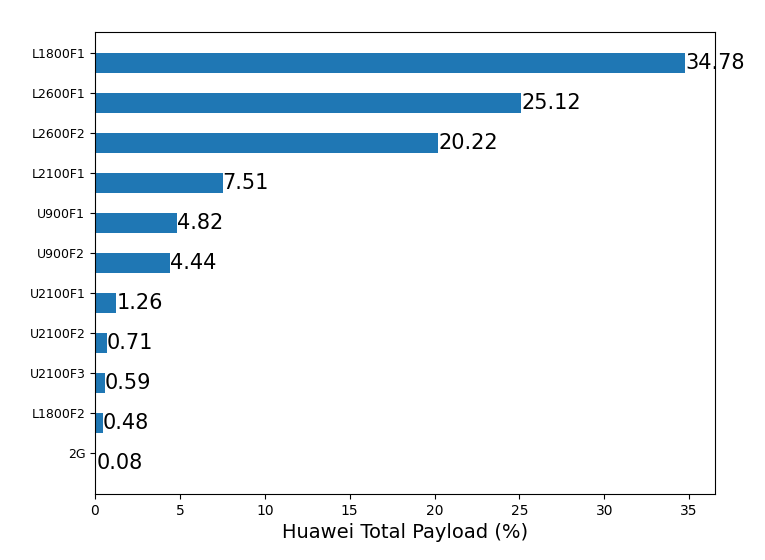 L1800F1 34.78
L2600F1 25.12
L2600F2 20.22
L2100F1 7.51
U900F1 4.82
U900F2 4.44
U2100F1 1.26
U2100F2 0.71
U2100F3 0.59
L1800F2 0.48
2G 0.08
0 5 10 15 20 25 30 35
Huawei Total Payload (%)